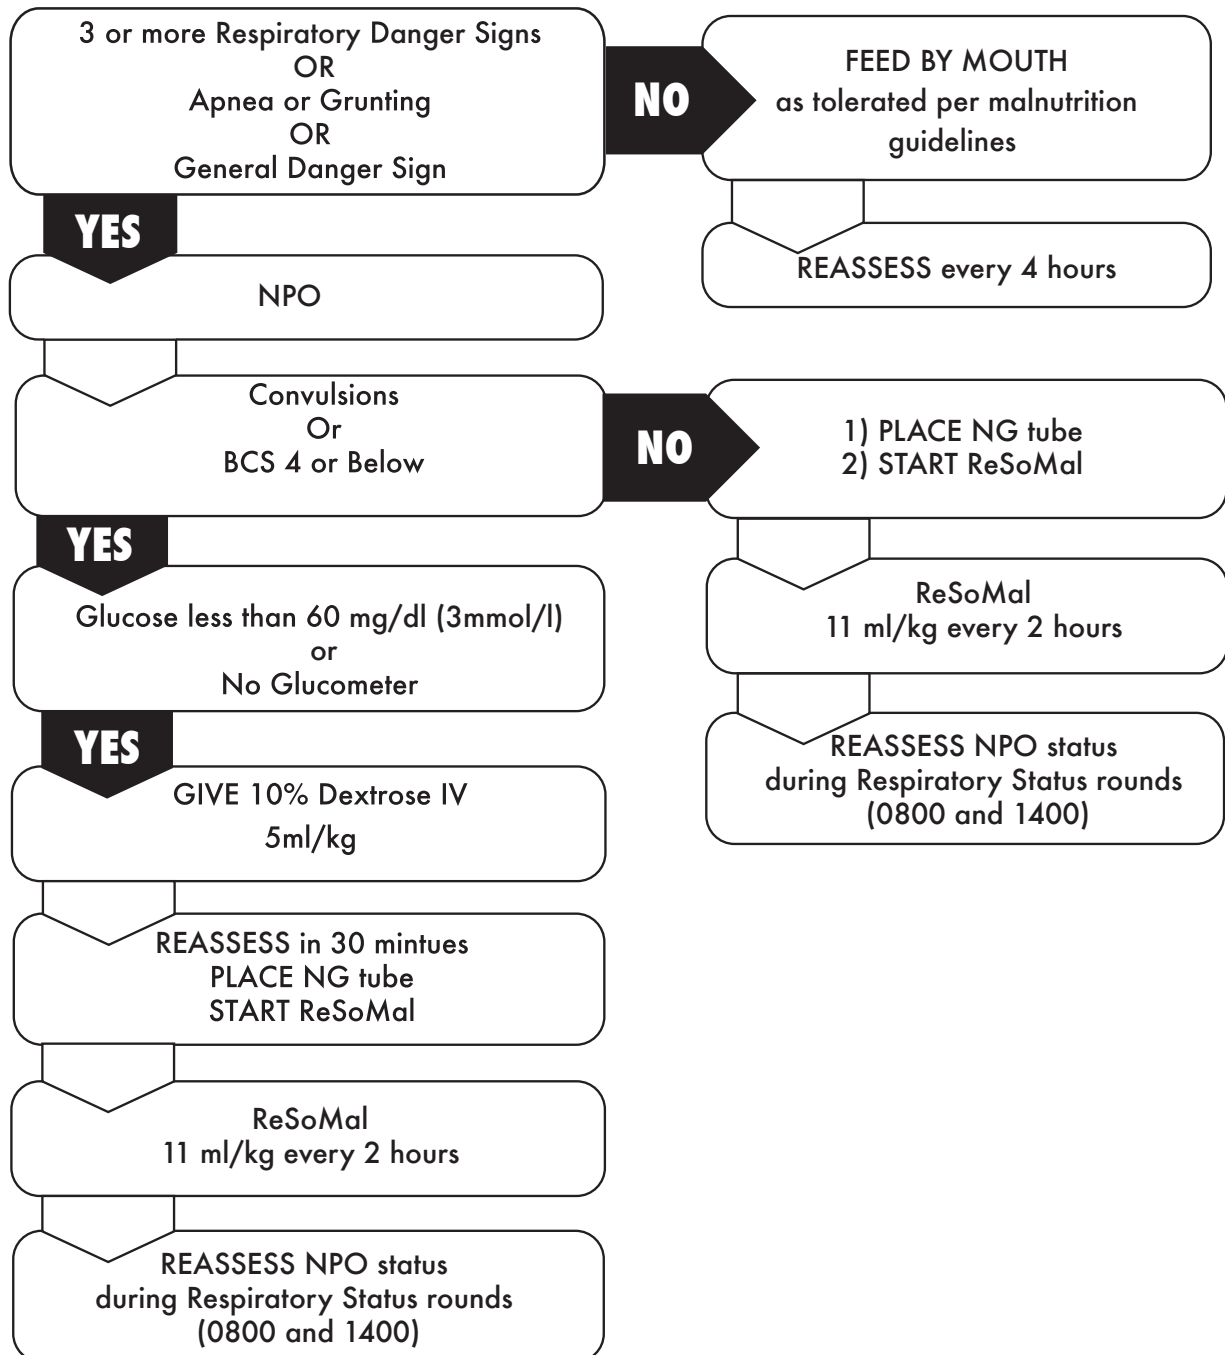 3 or more Respiratory Danger Signs
OR
Apnea or Grunting
OR
General Danger Sign
NO
FEED BY MOUTH
as tolerated per malnutrition
guidelines
REASSESS every 4 hours
YES
NPO
Convulsions
Or
BCS 4 or Below
NO
1) PLACE NG tube
2) START ReSoMal
ReSoMal
11 ml/kg every 2 hours
REASSESS NPO status
during Respiratory Status rounds
(0800 and 1400)
YES
Glucose less than 60 mg/dl (3mmol/l)
or
No Glucometer
YES
GIVE 10% Dextrose IV
5ml/kg
REASSESS in 30 mintues
PLACE NG tube
START ReSoMal
ReSoMal
11 ml/kg every 2 hours
REASSESS NPO status
during Respiratory Status rounds
(0800 and 1400)